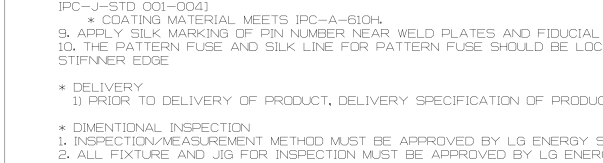 IPC-J-STD 001-004]
* COATING MATERIAL MEETS IPC-A-610H.
9. APPLY SILK MARKING OF PIN NUMBER NEAR WELD PLATES AND FIDUCIAL
10. THE PATTERN FUSE AND SILK LINE FOR PATTERN FUSE SHOULD BE LOC
STIFNNER EDGE
* DELIVERY
1) PRIOR TO DELIVERY OF PRODUCT, DELIVERY SPECIFICATION OF PRODUC
* DIMENTIONAL INSPECTION
1. INSPECTION/MEASUREMENT METHOD MUST BE APPROVED BY LG ENERGY S
2. ALL FIXTURE AND JIG FOR INSPECTION MUST BE APPROVED BY LG ENER